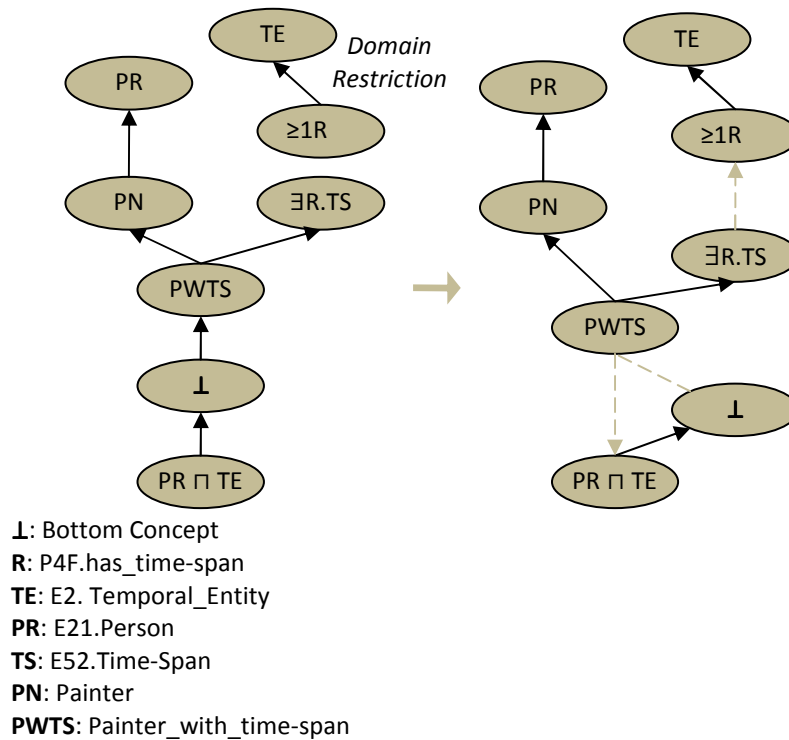 TE
Domain
Restriction
PR
≥1R
PN
∃R.TS
PWTS
⊥
PR ⊓ TE
TE
PR
≥1R
PN
∃R.TS
PWTS
⊥
PR ⊓ TE
⊥: Bottom Concept
R: P4F.has_time-span
TE: E2. Temporal_Entity
PR: E21.Person
TS: E52.Time-Span
PN: Painter
PWTS: Painter_with_time-span